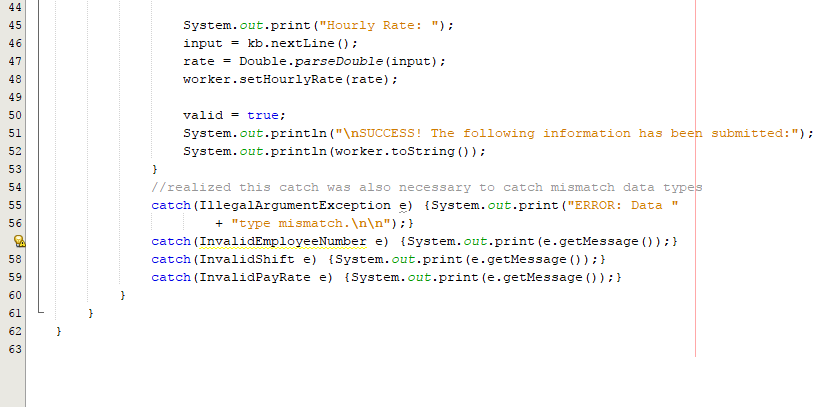 44
45 System.out.print("Hourly Rate: ");
46 input = kb.nextLine();
47 rate = Double.parseDouble(input);
48 worker.setHourlyRate(rate);
49
50 valid = true;
51 System.out.println("\nSUCCESS! The following information has been submitted:");
52 System.out.println(worker.toString());
53 }
54 //realized this catch was also necessary to catch mismatch data types
55 catch(IllegalArgumentException e) {System.out.print("ERROR: Data "
56 + "type mismatch.\n\n");}
catch(InvalidEmployeeNumber e) {System.out.print(e.getMessage());}
58 catch(InvalidShift e) {System.out.print(e.getMessage());}
59 catch(InvalidPayRate e) {System.out.print(e.getMessage());}
60 }
61 }
62 }
63